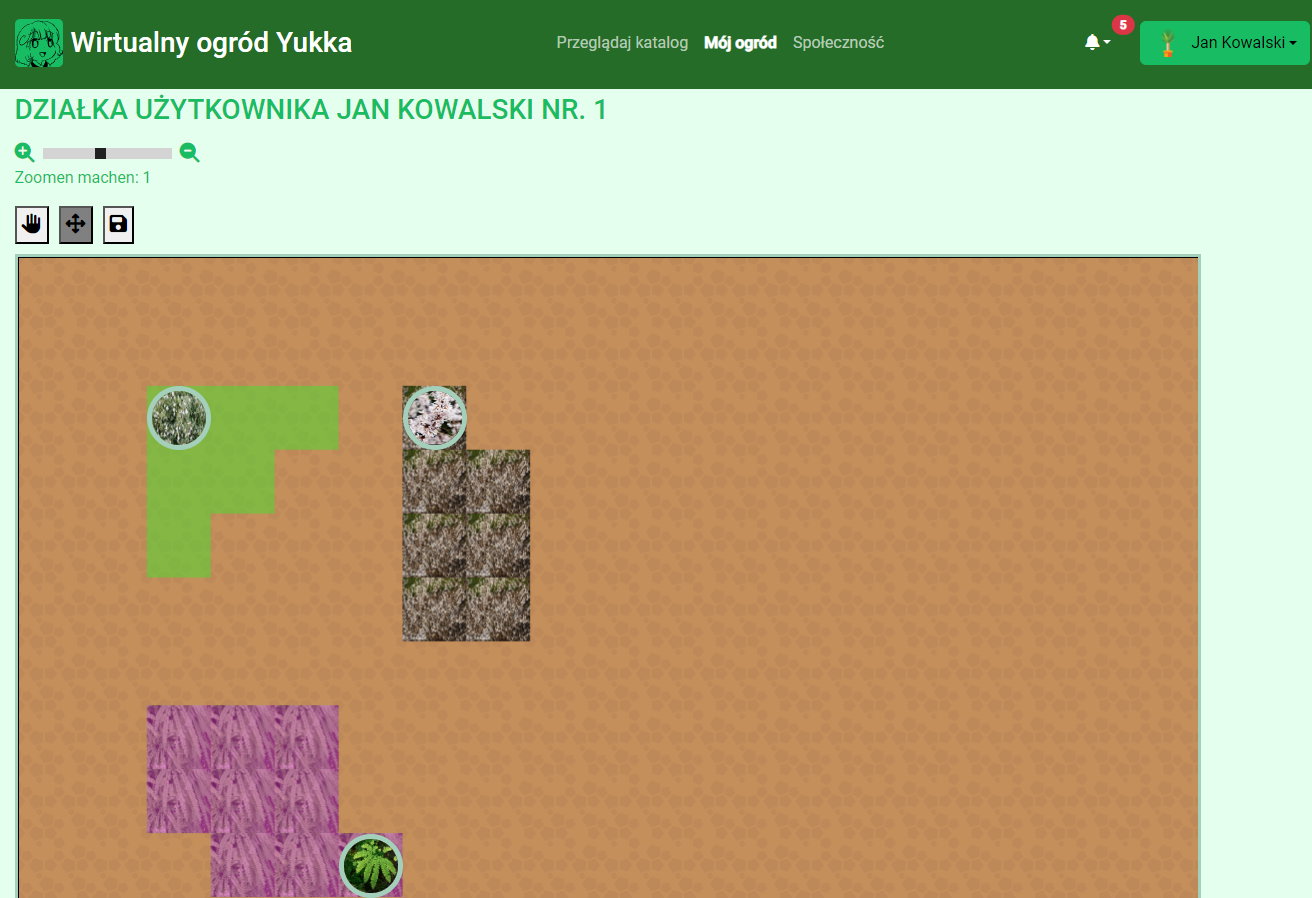 Wirtualny ogród Yukka
Przeglądaj katalog Mój ogród Społeczność
5
Jan Kowalski
DZIAŁKA UŻYTKOWNIKA JAN KOWALSKI NR. 1
Zoomen machen: 1